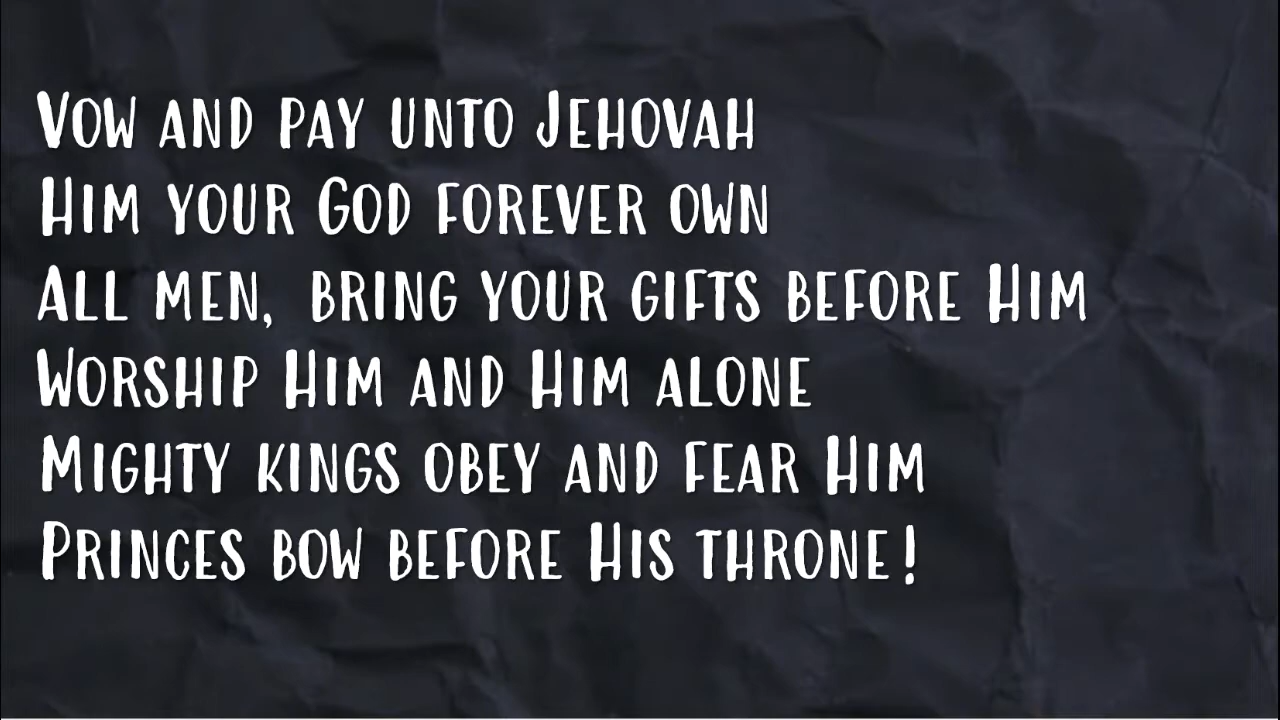 Vow and pay unto Jehovah
Him your God forever own
All men, bring your gifts before Him
Worship Him and Him alone
Mighty kings obey and fear Him
Princes bow before His throne!